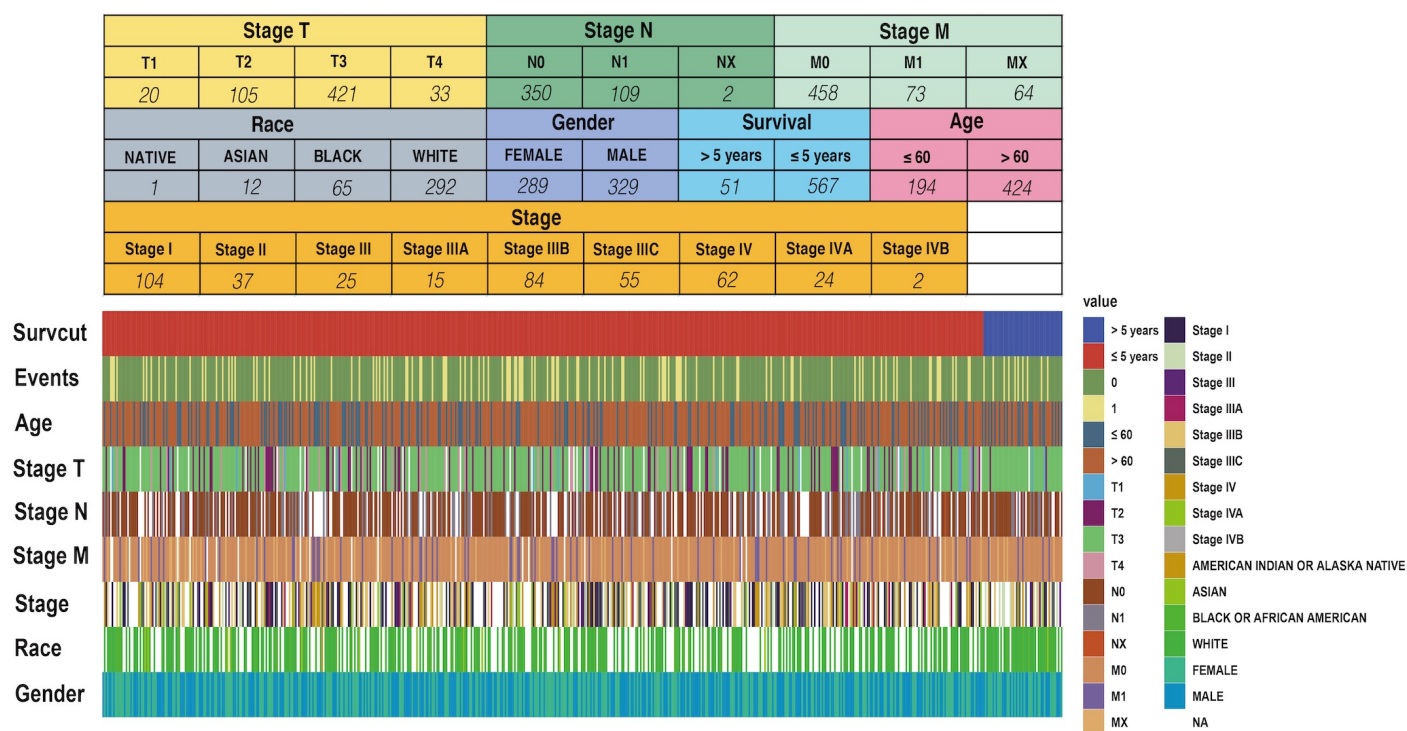 Stage T Stage N Stage M
T1 T2 T3 T4 N0 N1 NX M0 M1 MX
20 105 421 33 350 109 2 458 73 64
Race Gender Survival Age
NATIVE ASIAN BLACK WHITE FEMALE MALE > 5 years ≤ 5 years ≤ 60 > 60
1 12 65 292 289 329 51 567 194 424
Stage
Stage I Stage II Stage III Stage IIIA Stage IIIB Stage IIIC Stage IV Stage IVA Stage IVB
104 37 25 15 84 55 62 24 2
Survcut
Events
Age
Stage T
Stage N
Stage M
Stage
Race
Gender
value
> 5 years Stage I
≤ 5 years Stage II
0 Stage III
1 Stage IIIA
≤ 60 Stage IIIB
> 60 Stage IIIC
T1 Stage IV
T2 Stage IVA
T3 Stage IVB
T4 AMERICAN INDIAN OR ALASKA NATIVE
N0 ASIAN
N1 BLACK OR AFRICAN AMERICAN
NX WHITE
M0 FEMALE
M1 MALE
MX NA